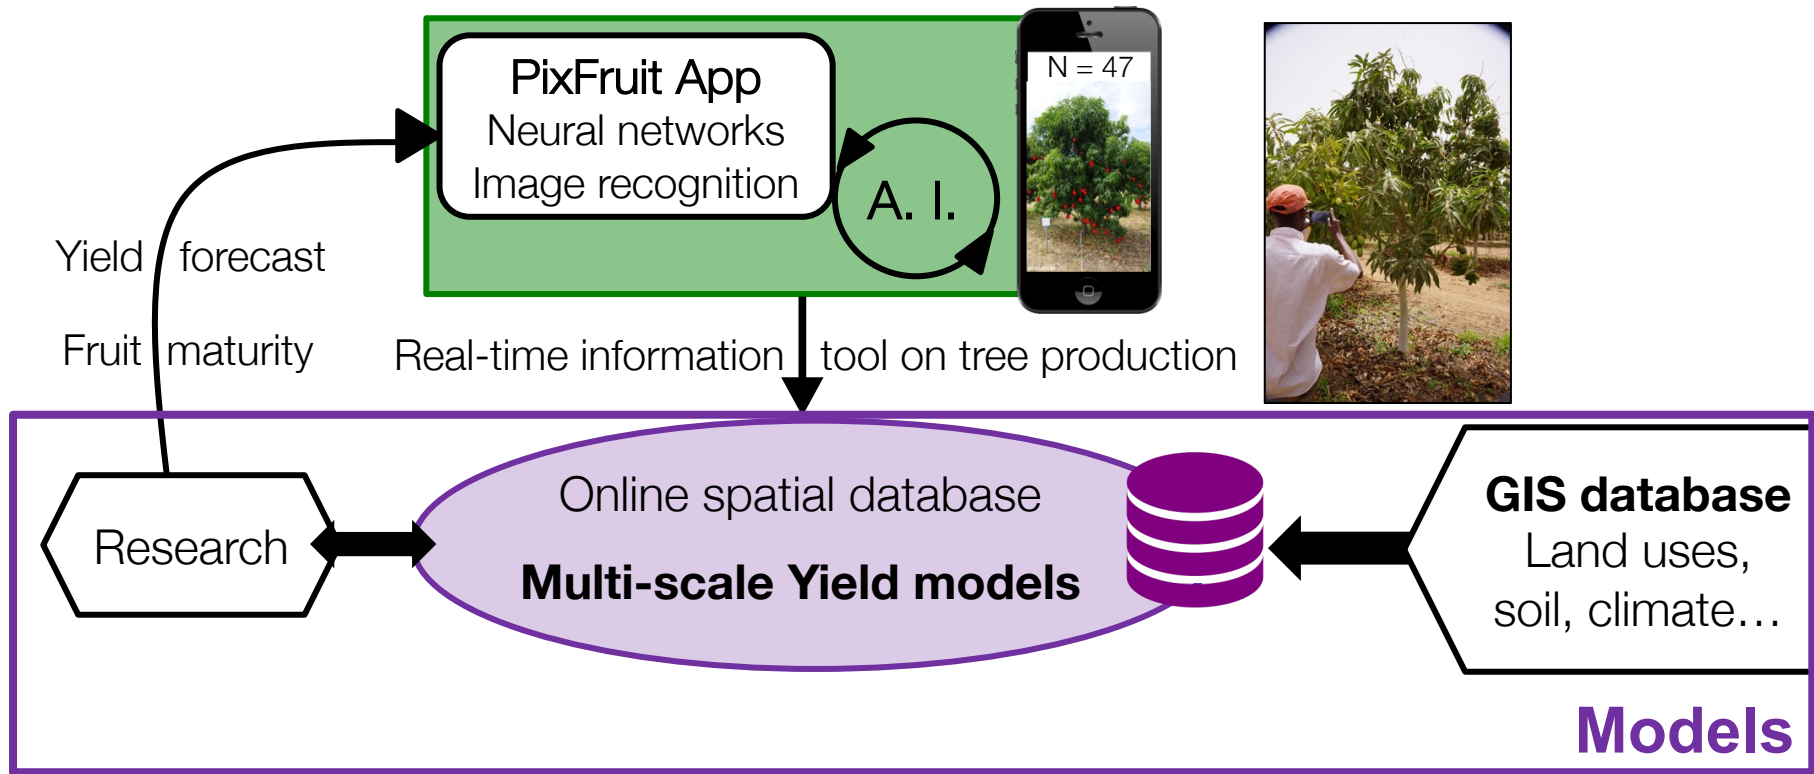 PixFruit App
Neural networks
Image recognition
A. I.
N = 47
Yield forecast
Fruit maturity
Real-time information tool on tree production
Research
Online spatial database
Multi-scale Yield models
GIS database
Land uses,
soil, climate…
Models